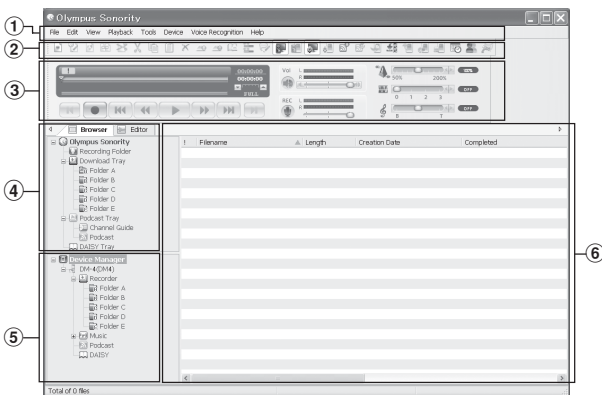 Olympus Sonority
File Edit View Playback Tools Device Voice Recognition Help
1
2
3
00:00:00
00:00:00
FULL
Vol L
R
REC L
R
50% 200%
50%
0 1 2 3
OFF
0 1
OFF
Browser Editor
! Filename Length Creation Date Completed
4
Olympus Sonority
Recording Folder
Download Tray
Folder A
Folder B
Folder C
Folder D
Folder E
Podcast Tray
Channel Guide
Podcast
DAISY Tray
5
Device Manager
DM-4(DM4)
Recorder
Folder A
Folder B
Folder C
Folder D
Folder E
Music
Podcast
DAISY
6
Total of 0 files